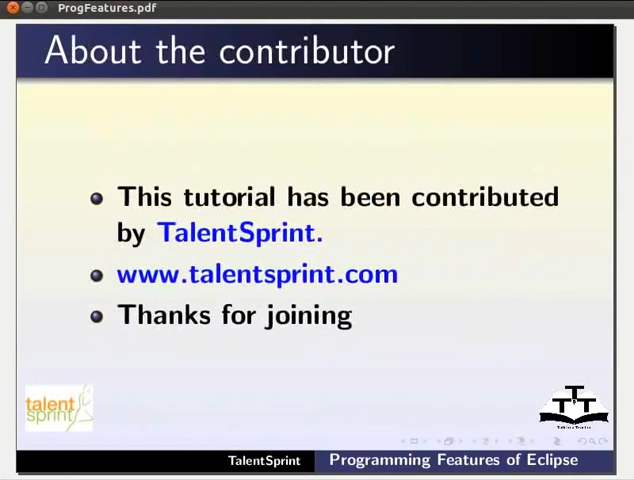 ProgFeatures.pdf
About the contributor
This tutorial has been contributed
by TalentSprint.
www.talentsprint.com
Thanks for joining
talent
sprint
TTT
TalentSprint Programming Features of Eclipse